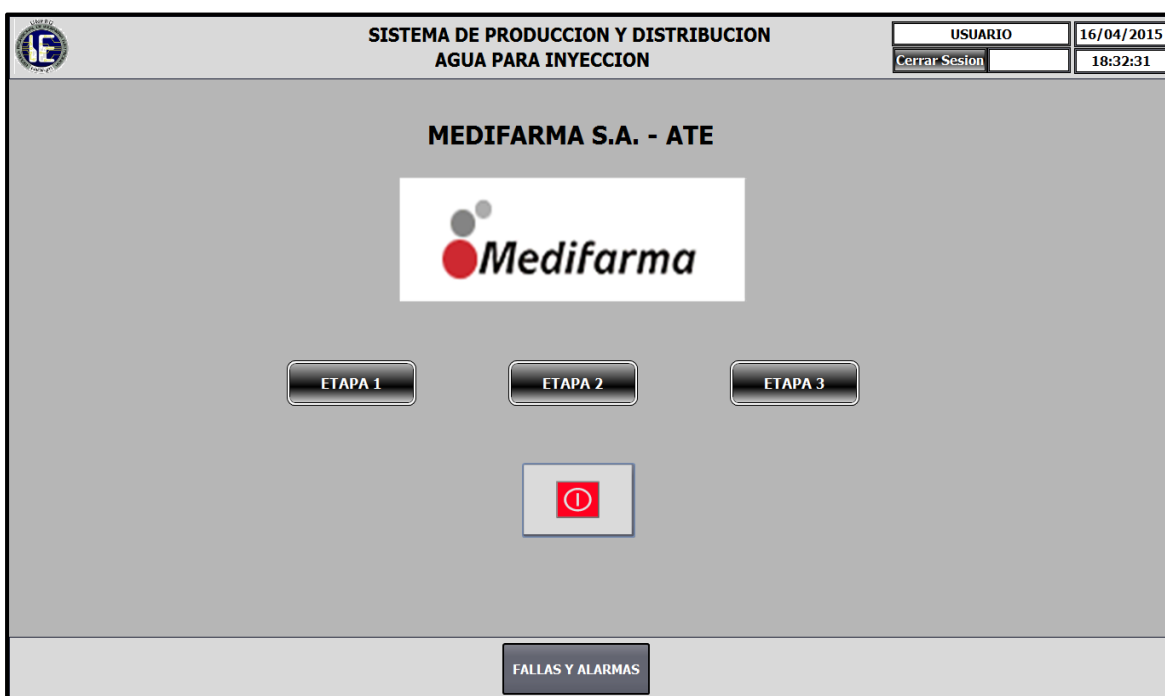 SISTEMA DE PRODUCCION Y DISTRIBUCION
AGUA PARA INYECCION
USUARIO
16/04/2015
Cerrar Sesion
18:32:31
MEDIFARMA S.A. - ATE
Medifarma
ETAPA 1
ETAPA 2
ETAPA 3
FALLAS Y ALARMAS